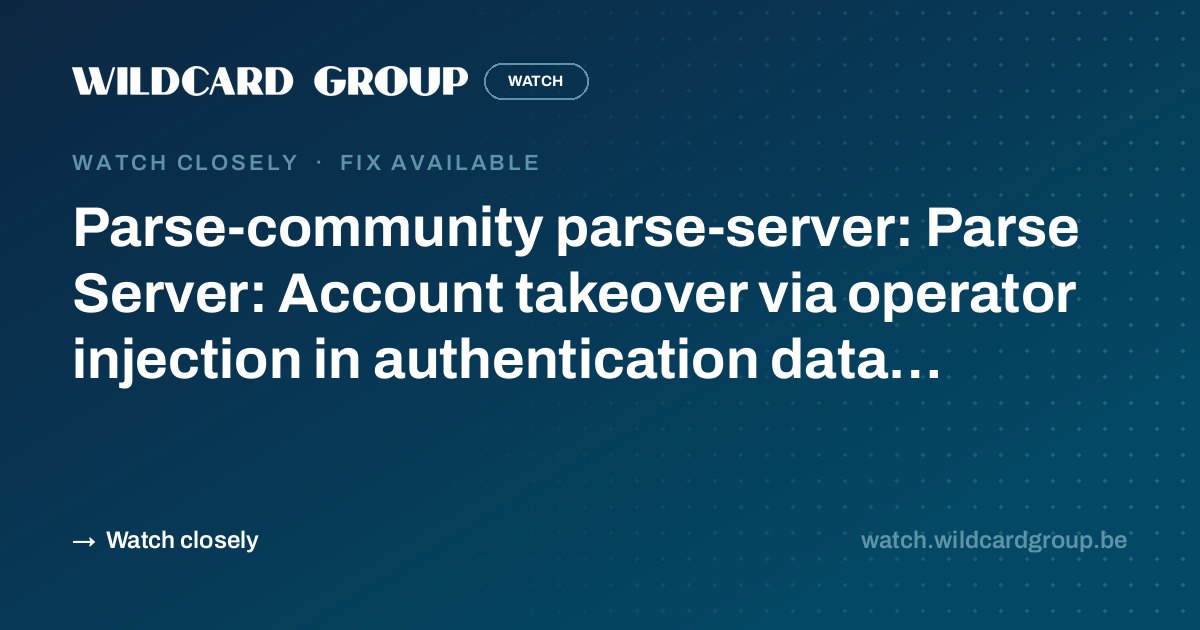 WILDCARD GROUP WATCH
WATCH CLOSELY · FIX AVAILABLE
Parse-community parse-server: Parse
Server: Account takeover via operator
injection in authentication data…
→ Watch closely
watch.wildcardgroup.be